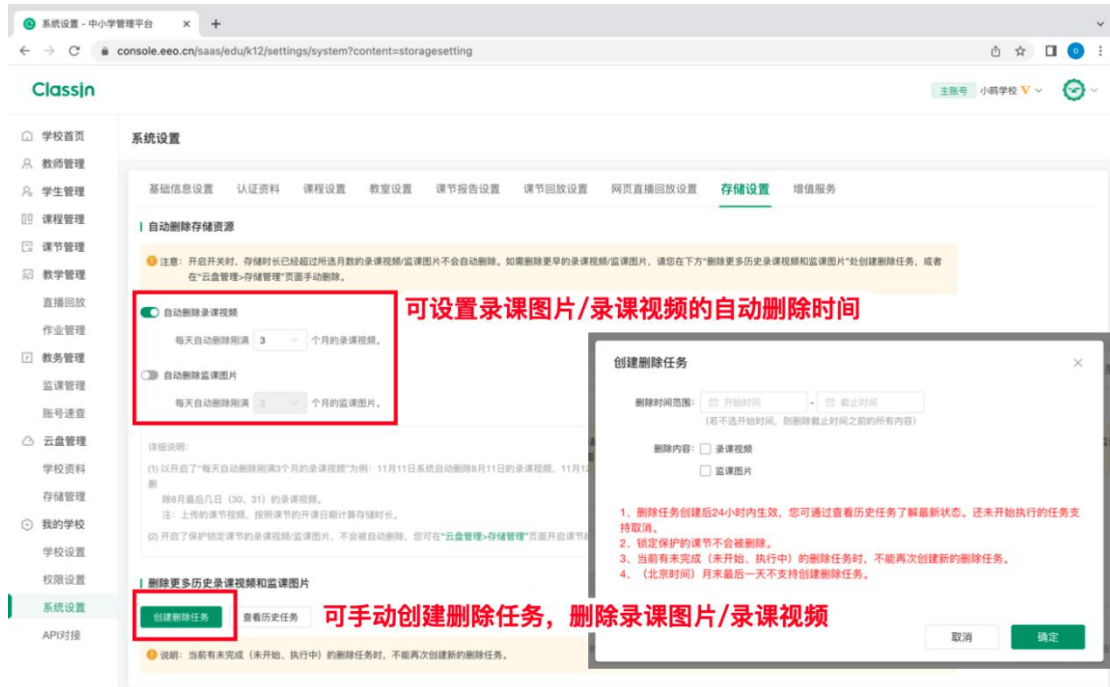 系统设置 - 中小学管理平台
console.eeo.cn/saas/edu/k12/settings/system?content=storagesetting
ClassIn
主账号 小鸥学校 V
学校首页
教师管理
学生管理
课程管理
课节管理
教学管理
直播回放
作业管理
教务管理
监课管理
账号速查
云盘管理
学校资料
存储管理
我的学校
学校设置
权限设置
系统设置
API对接
系统设置
基础信息设置 认证资料 课程设置 教室设置 课节报告设置 课节回放设置 网页直播回放设置 存储设置 增值服务
自动删除存储资源
注意：开启开关时，存储时长已经超过所选月数的录课视频/监课图片不会自动删除。如需删除更早的录课视频/监课图片，请您在下方“删除更多历史录课视频和监课图片”处创建删除任务，或者
在“云盘管理>存储管理”页面手动删除。
可设置录课图片/录课视频的自动删除时间
自动删除录课视频
每天自动删除刚满 3 个月的录课视频。
自动删除监课图片
每天自动删除刚满 3 个月的监课图片。
详细说明：
(1) 以开启了“每天自动删除刚满3个月的录课视频”为例：11月11日系统自动删除8月11日的录课视频，11月12
删
除8月最后几日（30、31）的录课视频。
注：上传的课节视频，按照课节的开课日期计算存储时长。
(2) 开启了保护锁定课节的录课视频/监课图片，不会被自动删除，您可在“云盘管理>存储管理”页面开启课节的
删除更多历史录课视频和监课图片
创建删除任务 查看历史任务
可手动创建删除任务，删除录课图片/录课视频
说明：当前有未完成（未开始、执行中）的删除任务时，不能再次创建新的删除任务。
创建删除任务
删除时间范围： 开始时间 - 截止时间
（若不选开始时间，则删除截止时间之前的所有内容）
删除内容： 录课视频
监课图片
1、删除任务创建后24小时内生效，您可通过查看历史任务了解最新状态。还未开始执行的任务支
持取消。
2、锁定保护的课节不会被删除。
3、当前有未完成（未开始、执行中）的删除任务时，不能再次创建新的删除任务。
4、（北京时间）月末最后一天不支持创建删除任务。
取消 确定